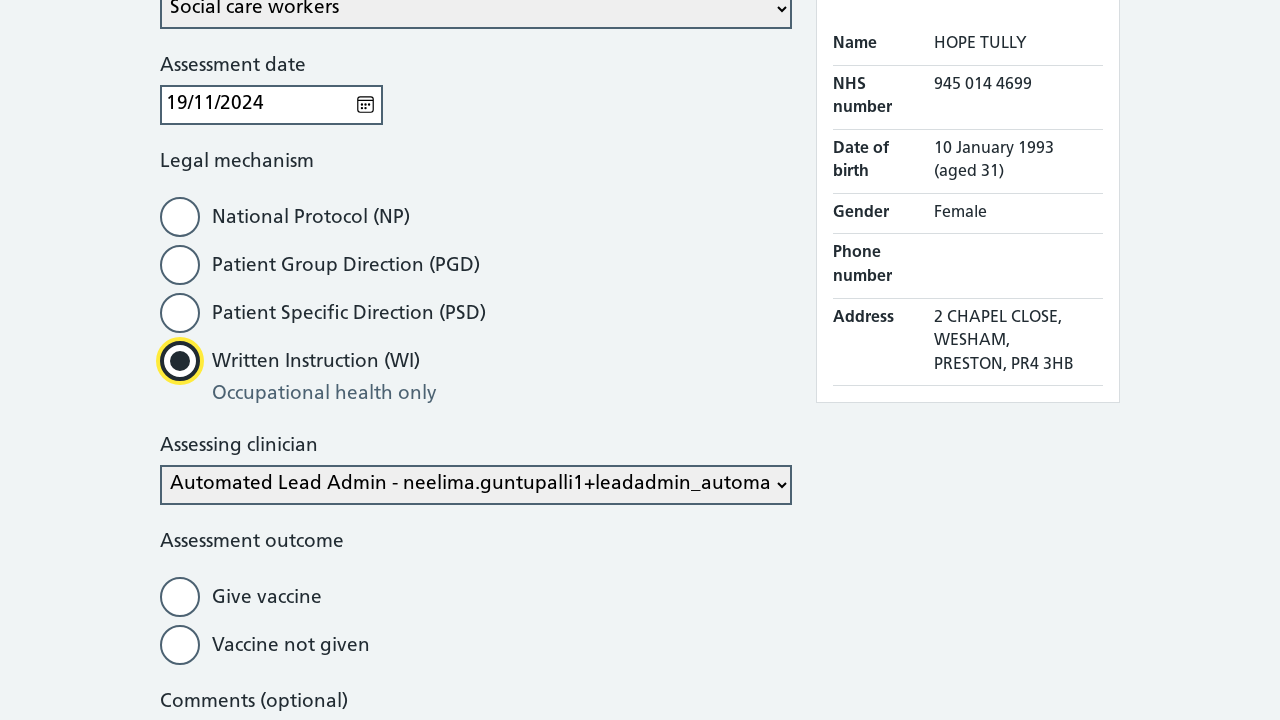 Social care workers
Assessment date
19/11/2024
Legal mechanism
National Protocol (NP)
Patient Group Direction (PGD)
Patient Specific Direction (PSD)
Written Instruction (WI)
Occupational health only
Assessing clinician
Automated Lead Admin - neelima.guntupalli1+leadadmin_automa
Assessment outcome
Give vaccine
Vaccine not given
Comments (optional)
Name HOPE TULLY
NHS number 945 014 4699
Date of birth 10 January 1993 (aged 31)
Gender Female
Phone number
Address 2 CHAPEL CLOSE,
WESHAM,
PRESTON, PR4 3HB